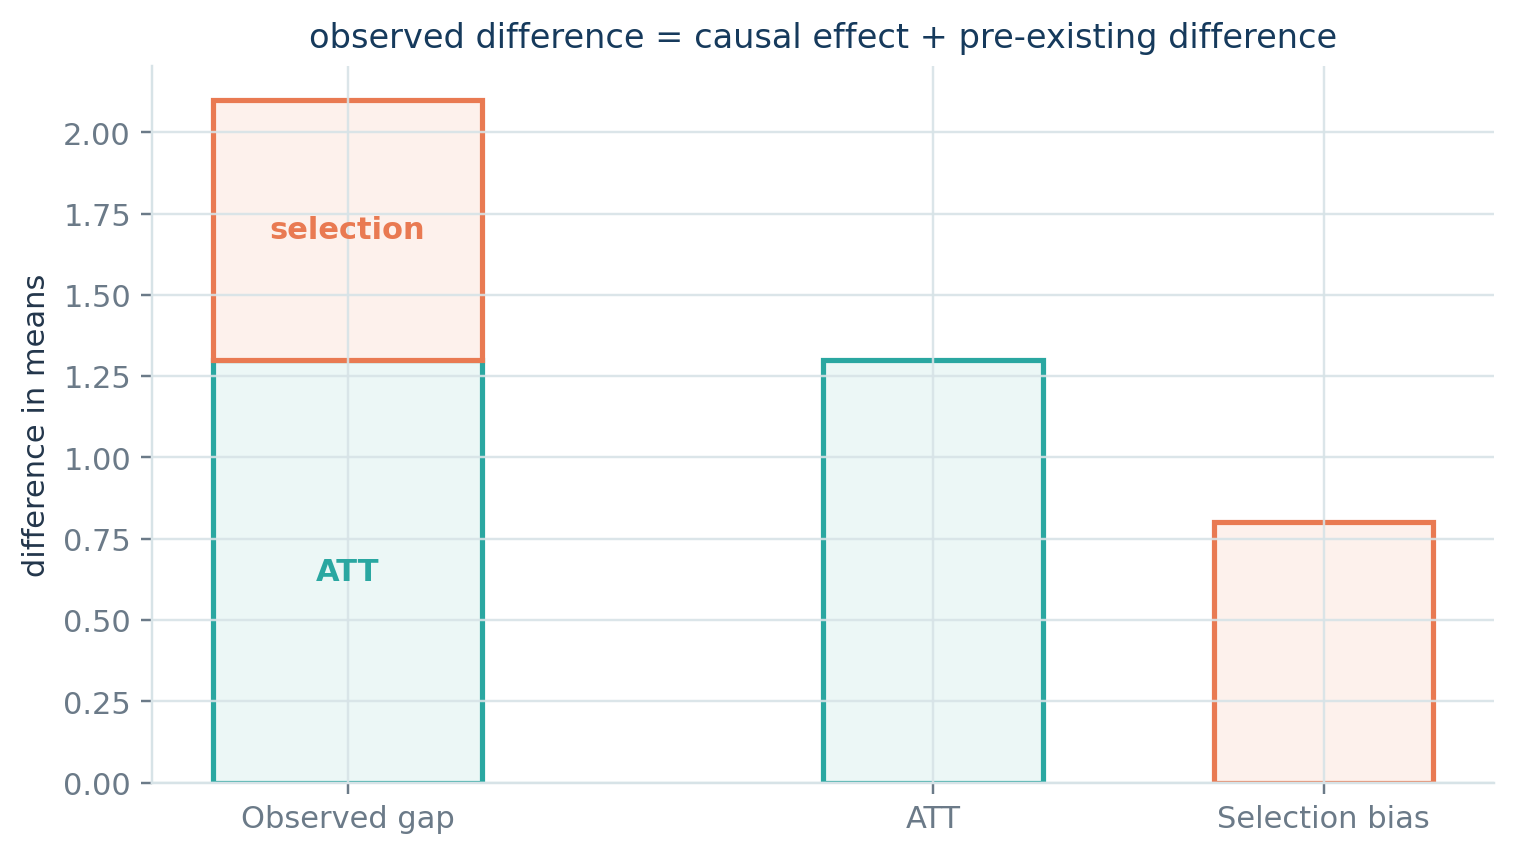 observed difference = causal effect + pre-existing difference
difference in means
2.00
1.75
1.50
1.25
1.00
0.75
0.50
0.25
0.00
selection
ATT
Observed gap
ATT
Selection bias